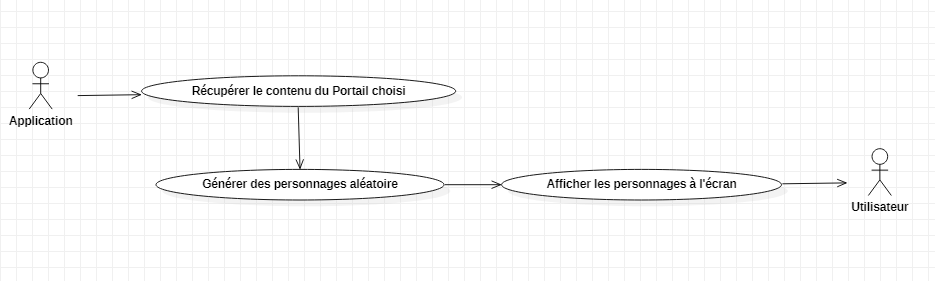 Récupérer le contenu du Portail choisi
Application
Générer des personnages aléatoire
Afficher les personnages à l'écran
Utilisateur